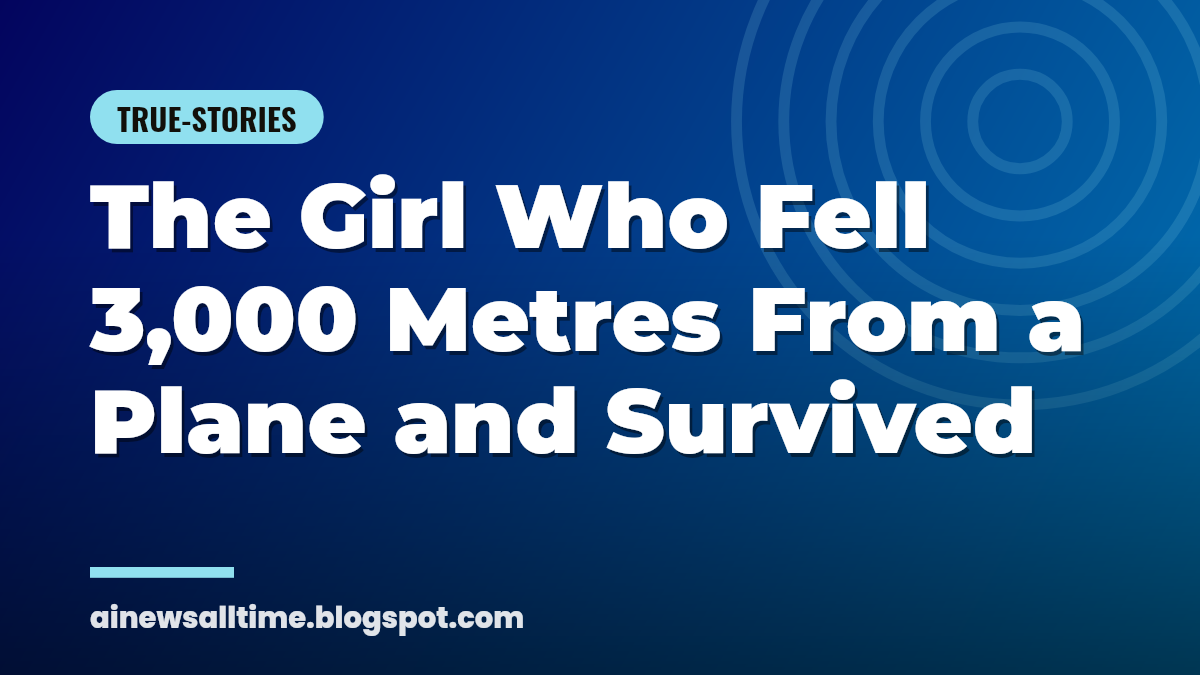 TRUE-STORIES
The Girl Who Fell
3,000 Metres From a
Plane and Survived
ainewsalltime.blogspot.com